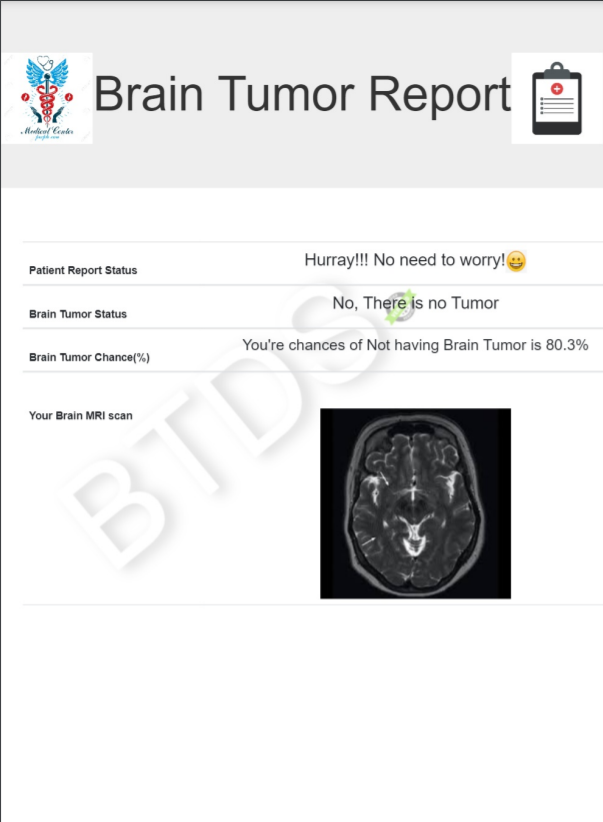 Medical Center
Brain Tumor Report
Patient Report Status
Hurray!!! No need to worry!😀
Brain Tumor Status
No, There is no Tumor
Brain Tumor Chance(%)
You're chances of Not having Brain Tumor is 80.3%
Your Brain MRI scan
BTDS